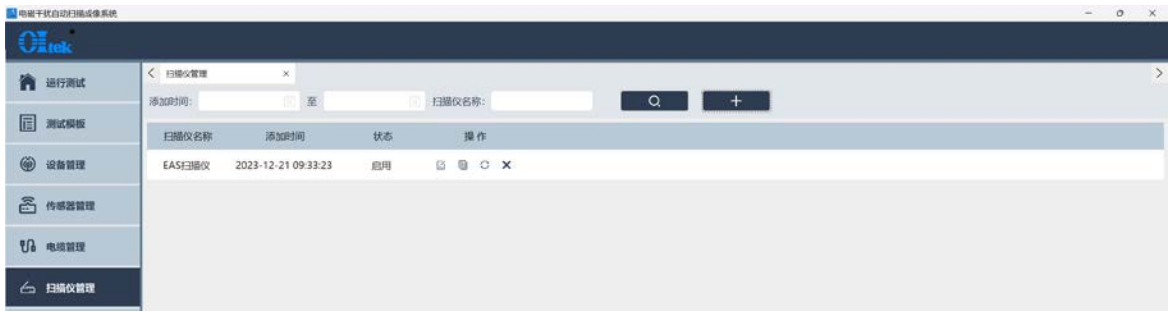 电磁干扰自动扫描成像系统
OItek
运行测试
测试模板
设备管理
传感器管理
电缆管理
扫描仪管理
扫描仪管理
添加时间: 至 扫描仪名称:
扫描仪名称 添加时间 状态 操作
EAS扫描仪 2023-12-21 09:33:23 启用